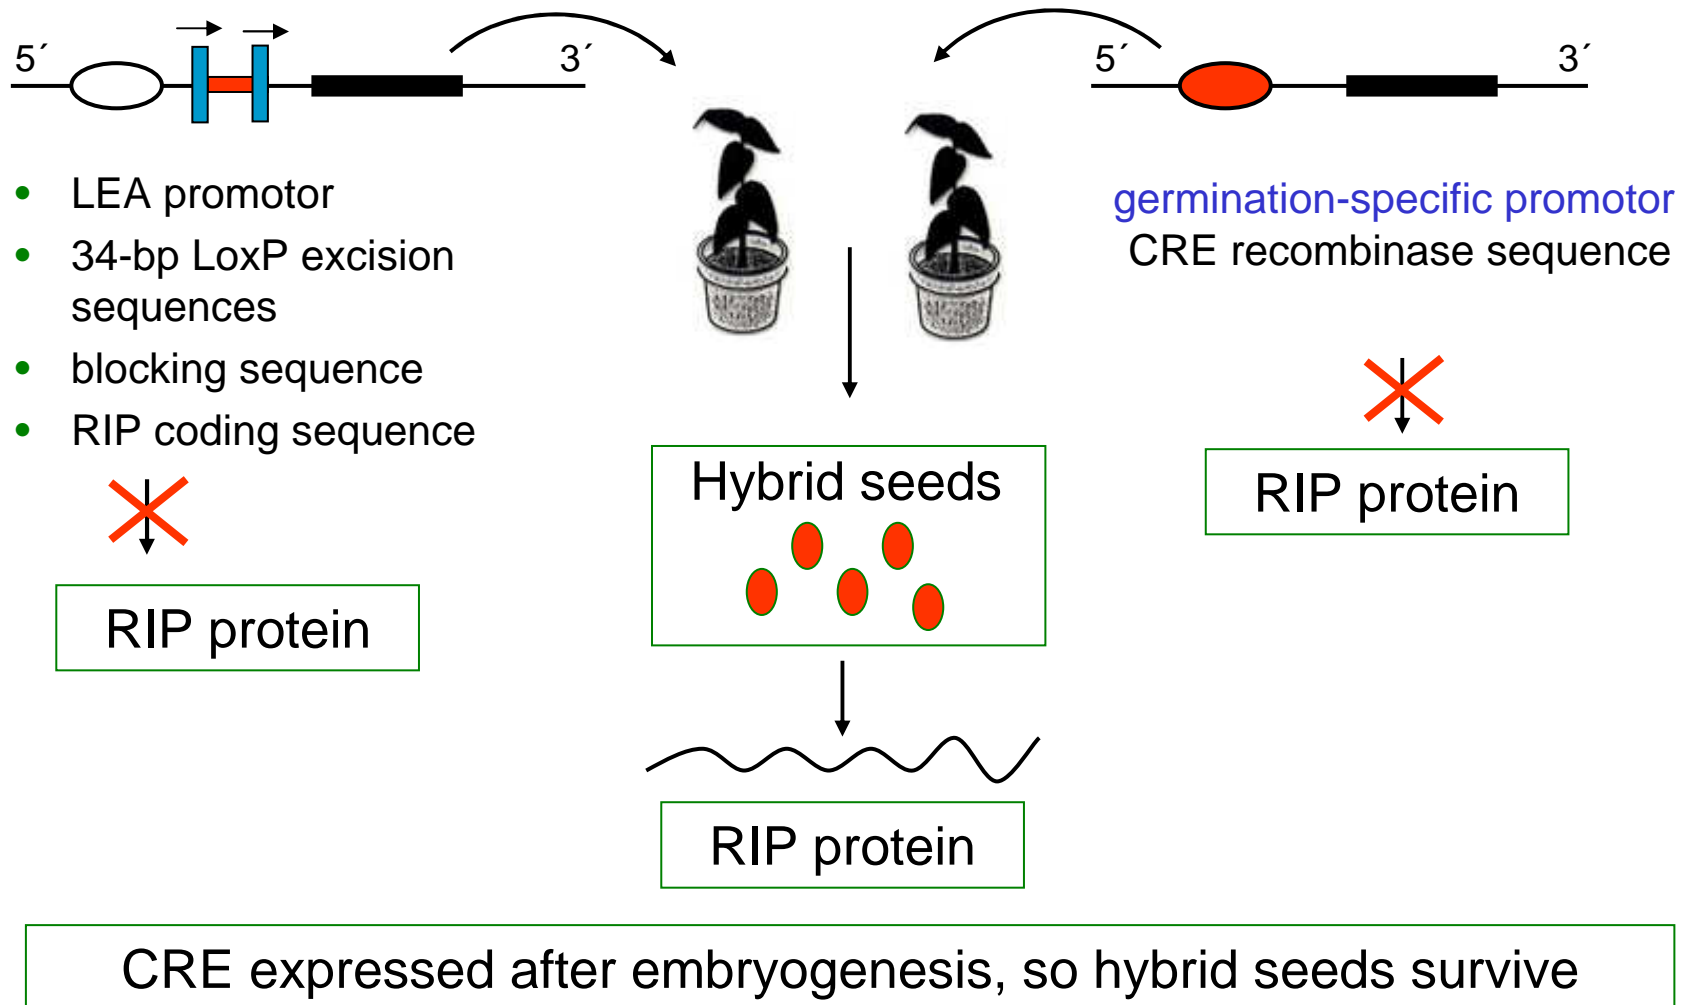 5´ 3´
5´ 3´
• LEA promotor
• 34-bp LoxP excision
sequences
• blocking sequence
• RIP coding sequence
RIP protein
germination-specific promotor
CRE recombinase sequence
RIP protein
Hybrid seeds
RIP protein
CRE expressed after embryogenesis, so hybrid seeds survive